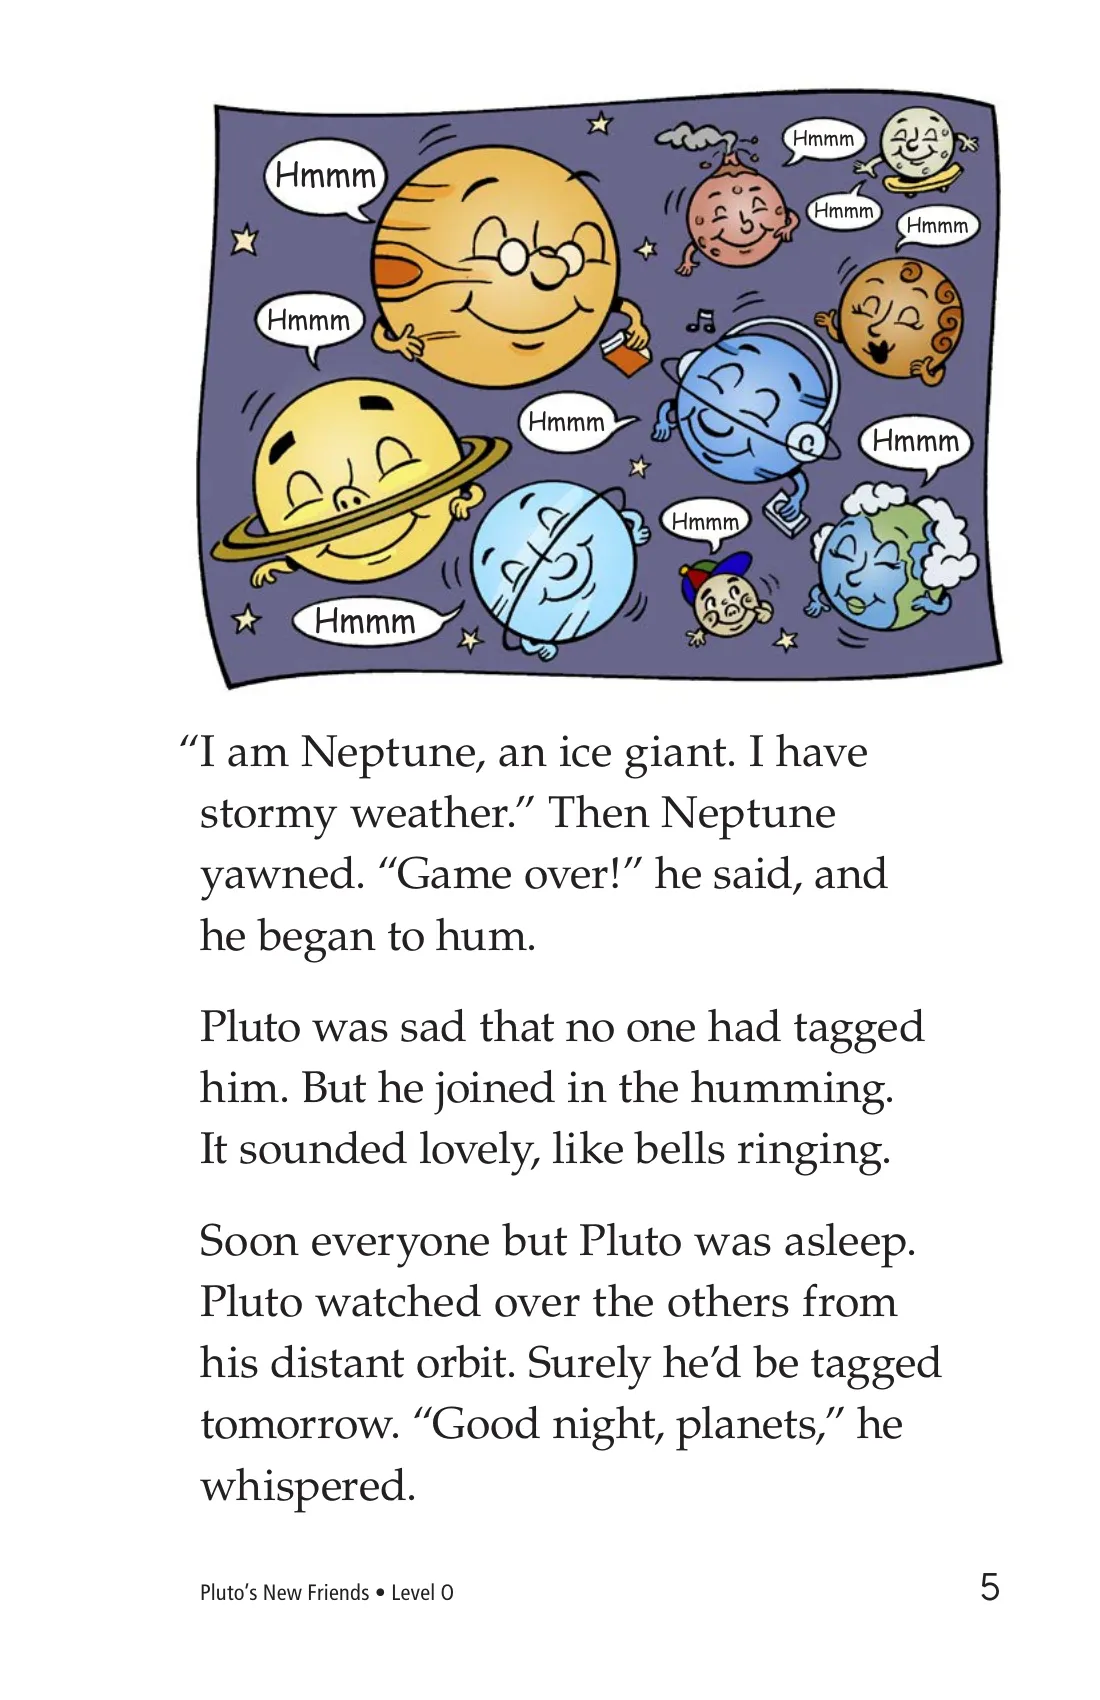 Hmmm
Hmmm
Hmmm
Hmmm
Hmmm
Hmmm
Hmmm
Hmmm
Hmmm
“I am Neptune, an ice giant. I have
stormy weather.” Then Neptune
yawned. “Game over!” he said, and
he began to hum.
Pluto was sad that no one had tagged
him. But he joined in the humming.
It sounded lovely, like bells ringing.
Soon everyone but Pluto was asleep.
Pluto watched over the others from
his distant orbit. Surely he’d be tagged
tomorrow. “Good night, planets,” he
whispered.
Pluto’s New Friends • Level O
5